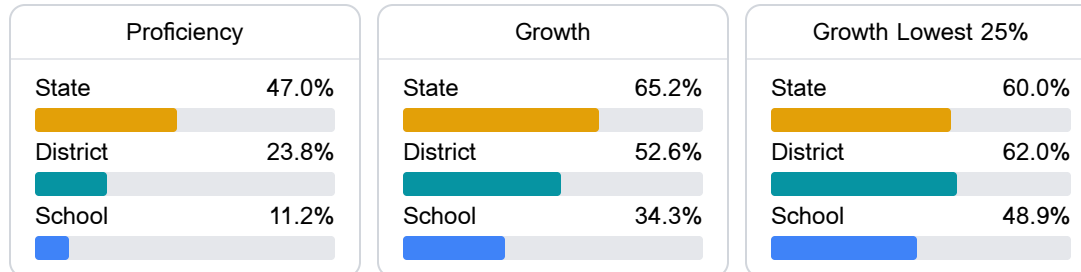 Proficiency
State 47.0%
District 23.8%
School 11.2%
Growth
State 65.2%
District 52.6%
School 34.3%
Growth Lowest 25%
State 60.0%
District 62.0%
School 48.9%